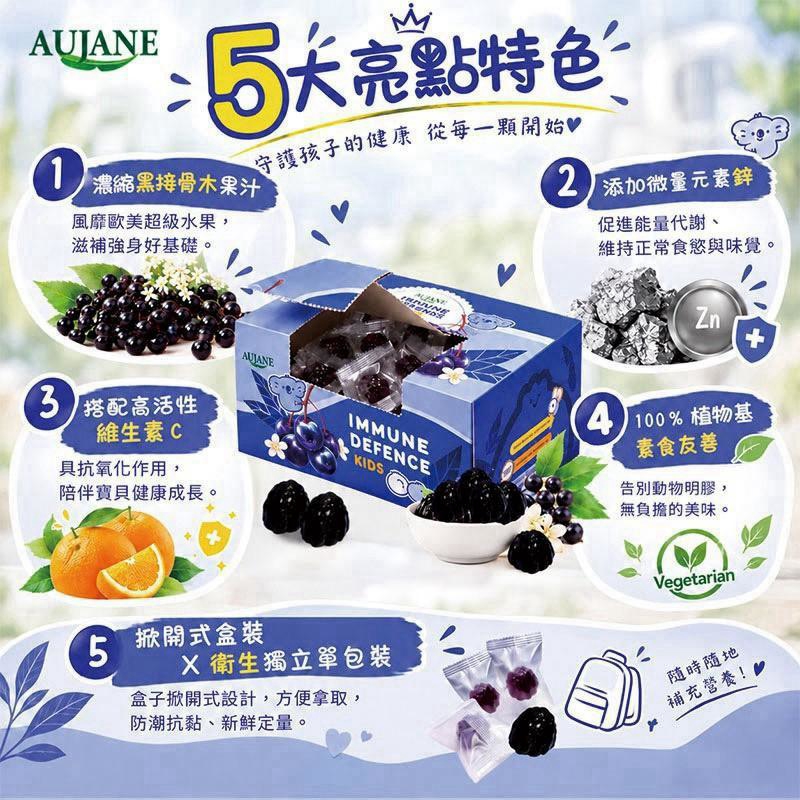 AUJANE
5大亮點特色
守護孩子的健康 從每一顆開始
1
濃縮黑接骨木果汁
風靡歐美超級水果，
滋補強身好基礎。
2
添加微量元素鋅
促進能量代謝、
維持正常食慾與味覺。
Zn
AUJANE
IMMUNE
DEFENSE
AUJANE
IMMUNE
DEFENCE
KIDS
3
搭配高活性
維生素C
具抗氧化作用，
陪伴寶貝健康成長。
4
100% 植物基
素食友善
告別動物明膠，
無負擔的美味。
Vegetarian
5
掀開式盒裝
X 衛生獨立單包裝
盒子掀開式設計，方便拿取，
防潮抗黏、新鮮定量。
隨時隨地
補充營養！